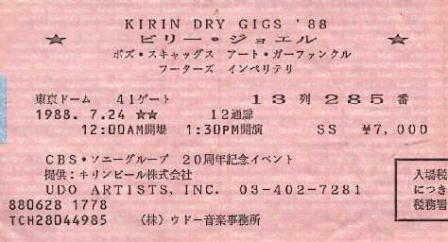 KIRIN DRY GIGS '88
★ ビリー・ジョエル ★
ボズ・スキャッグス アート・ガーファンクル
フーターズ インペリテリ
東京ドーム 41ゲート 13列 285番
1988. 7.24 ★★ 12通路
12:00AM開場 1:30PM開演 SS ¥7,000
CBS・ソニーグループ 20周年記念イベント
提供:キリンビール株式会社
UDO ARTISTS, INC. 03-402-7281
880628 1778
TCH28044985 (株)ウドー音楽事務所
入場税
につき
税務署